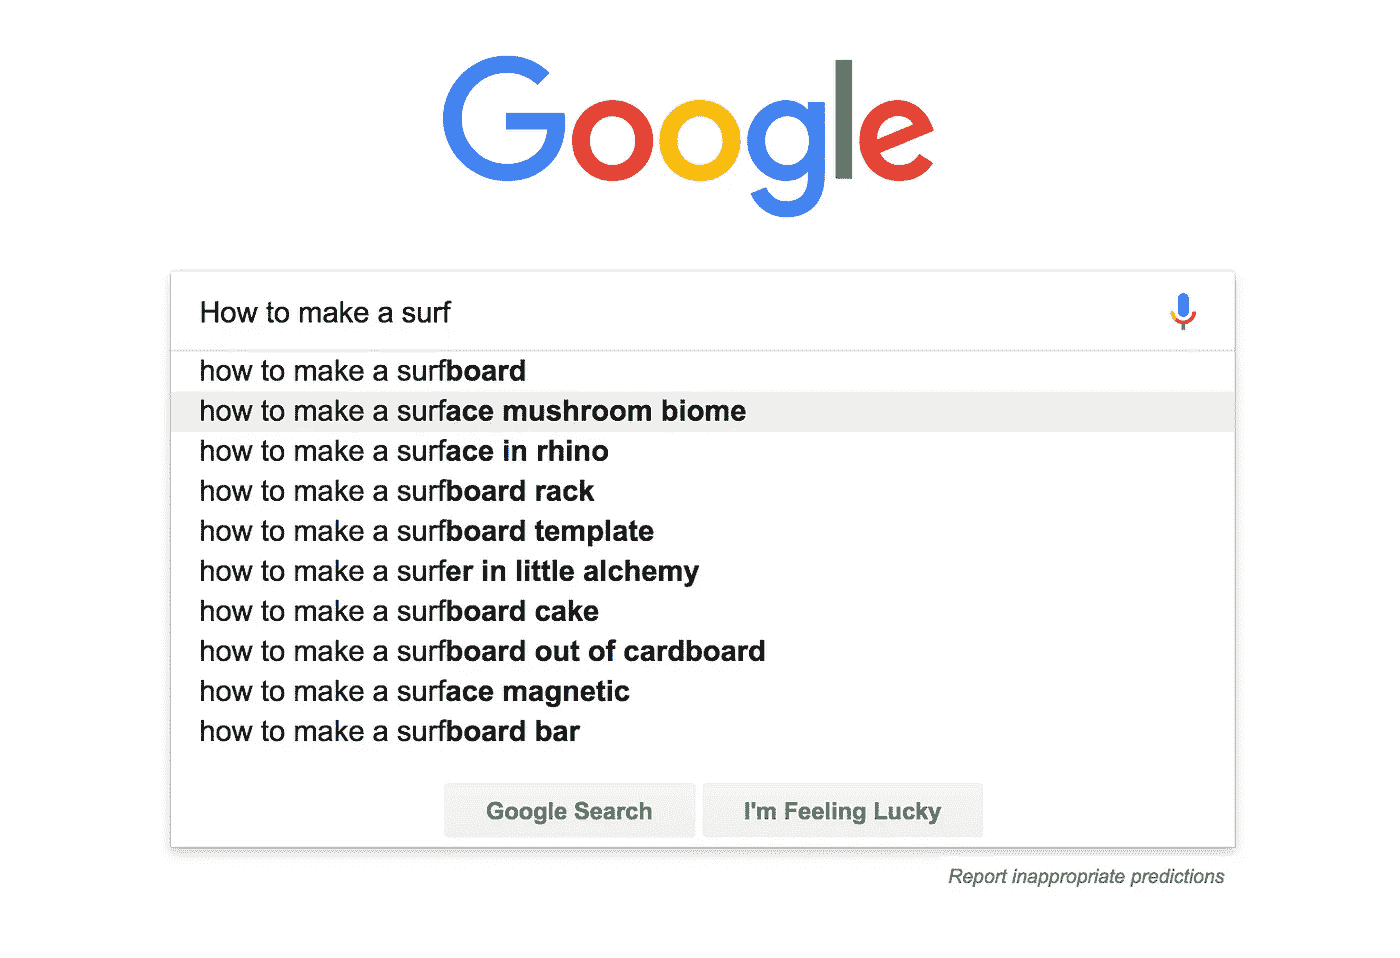 Google
How to make a surf
how to make a surfboard
how to make a surface mushroom biome
how to make a surface in rhino
how to make a surfboard rack
how to make a surfboard template
how to make a surfer in little alchemy
how to make a surfboard cake
how to make a surfboard out of cardboard
how to make a surface magnetic
how to make a surfboard bar
Google Search I'm Feeling Lucky
Report inappropriate predictions